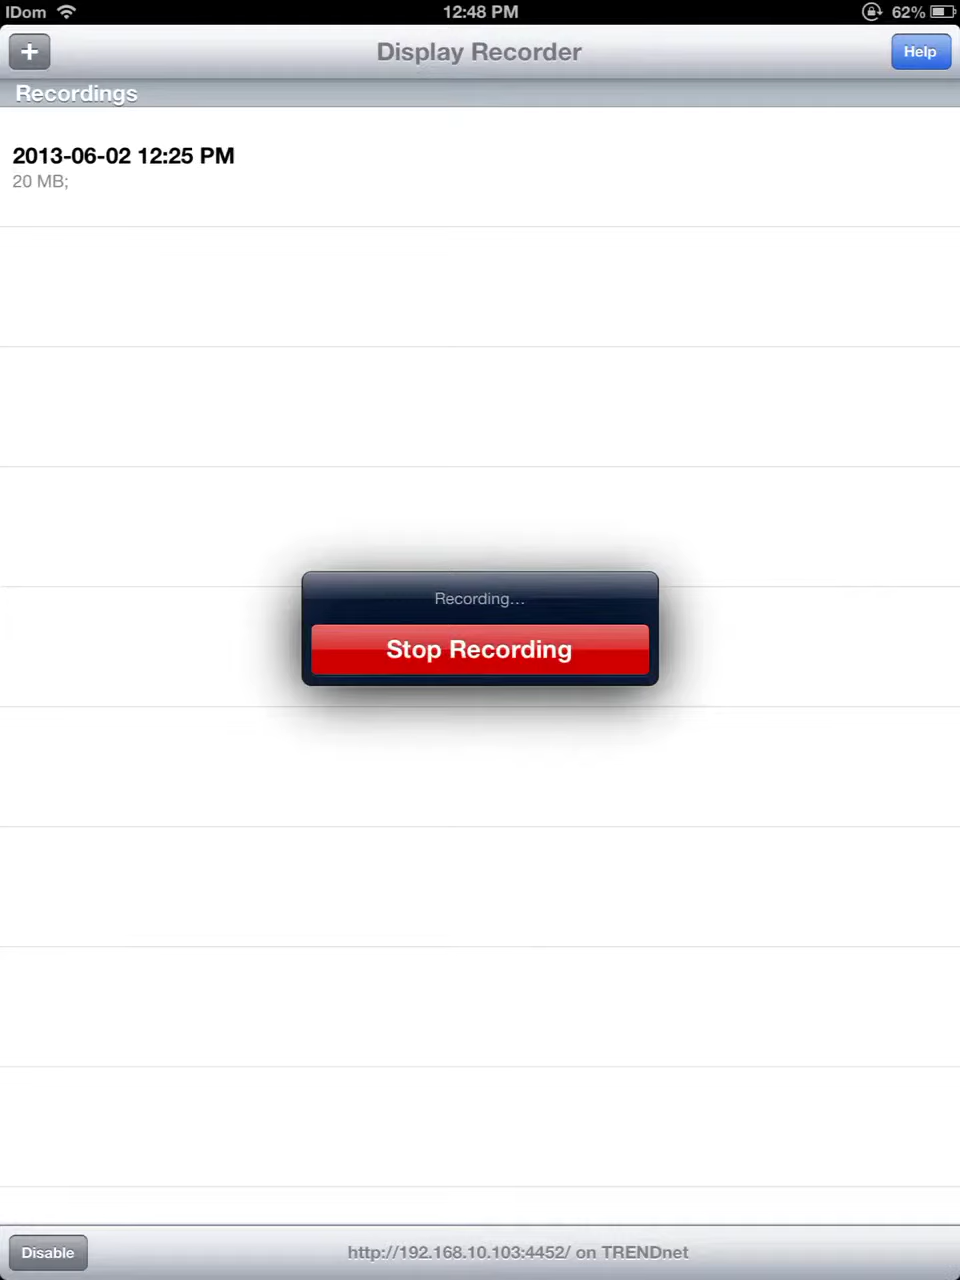 IDom 12:48 PM 62%
+ Display Recorder Help
Recordings
2013-06-02 12:25 PM
20 MB;
Recording...
Stop Recording
Disable http://192.168.10.103:4452/ on TRENDnet